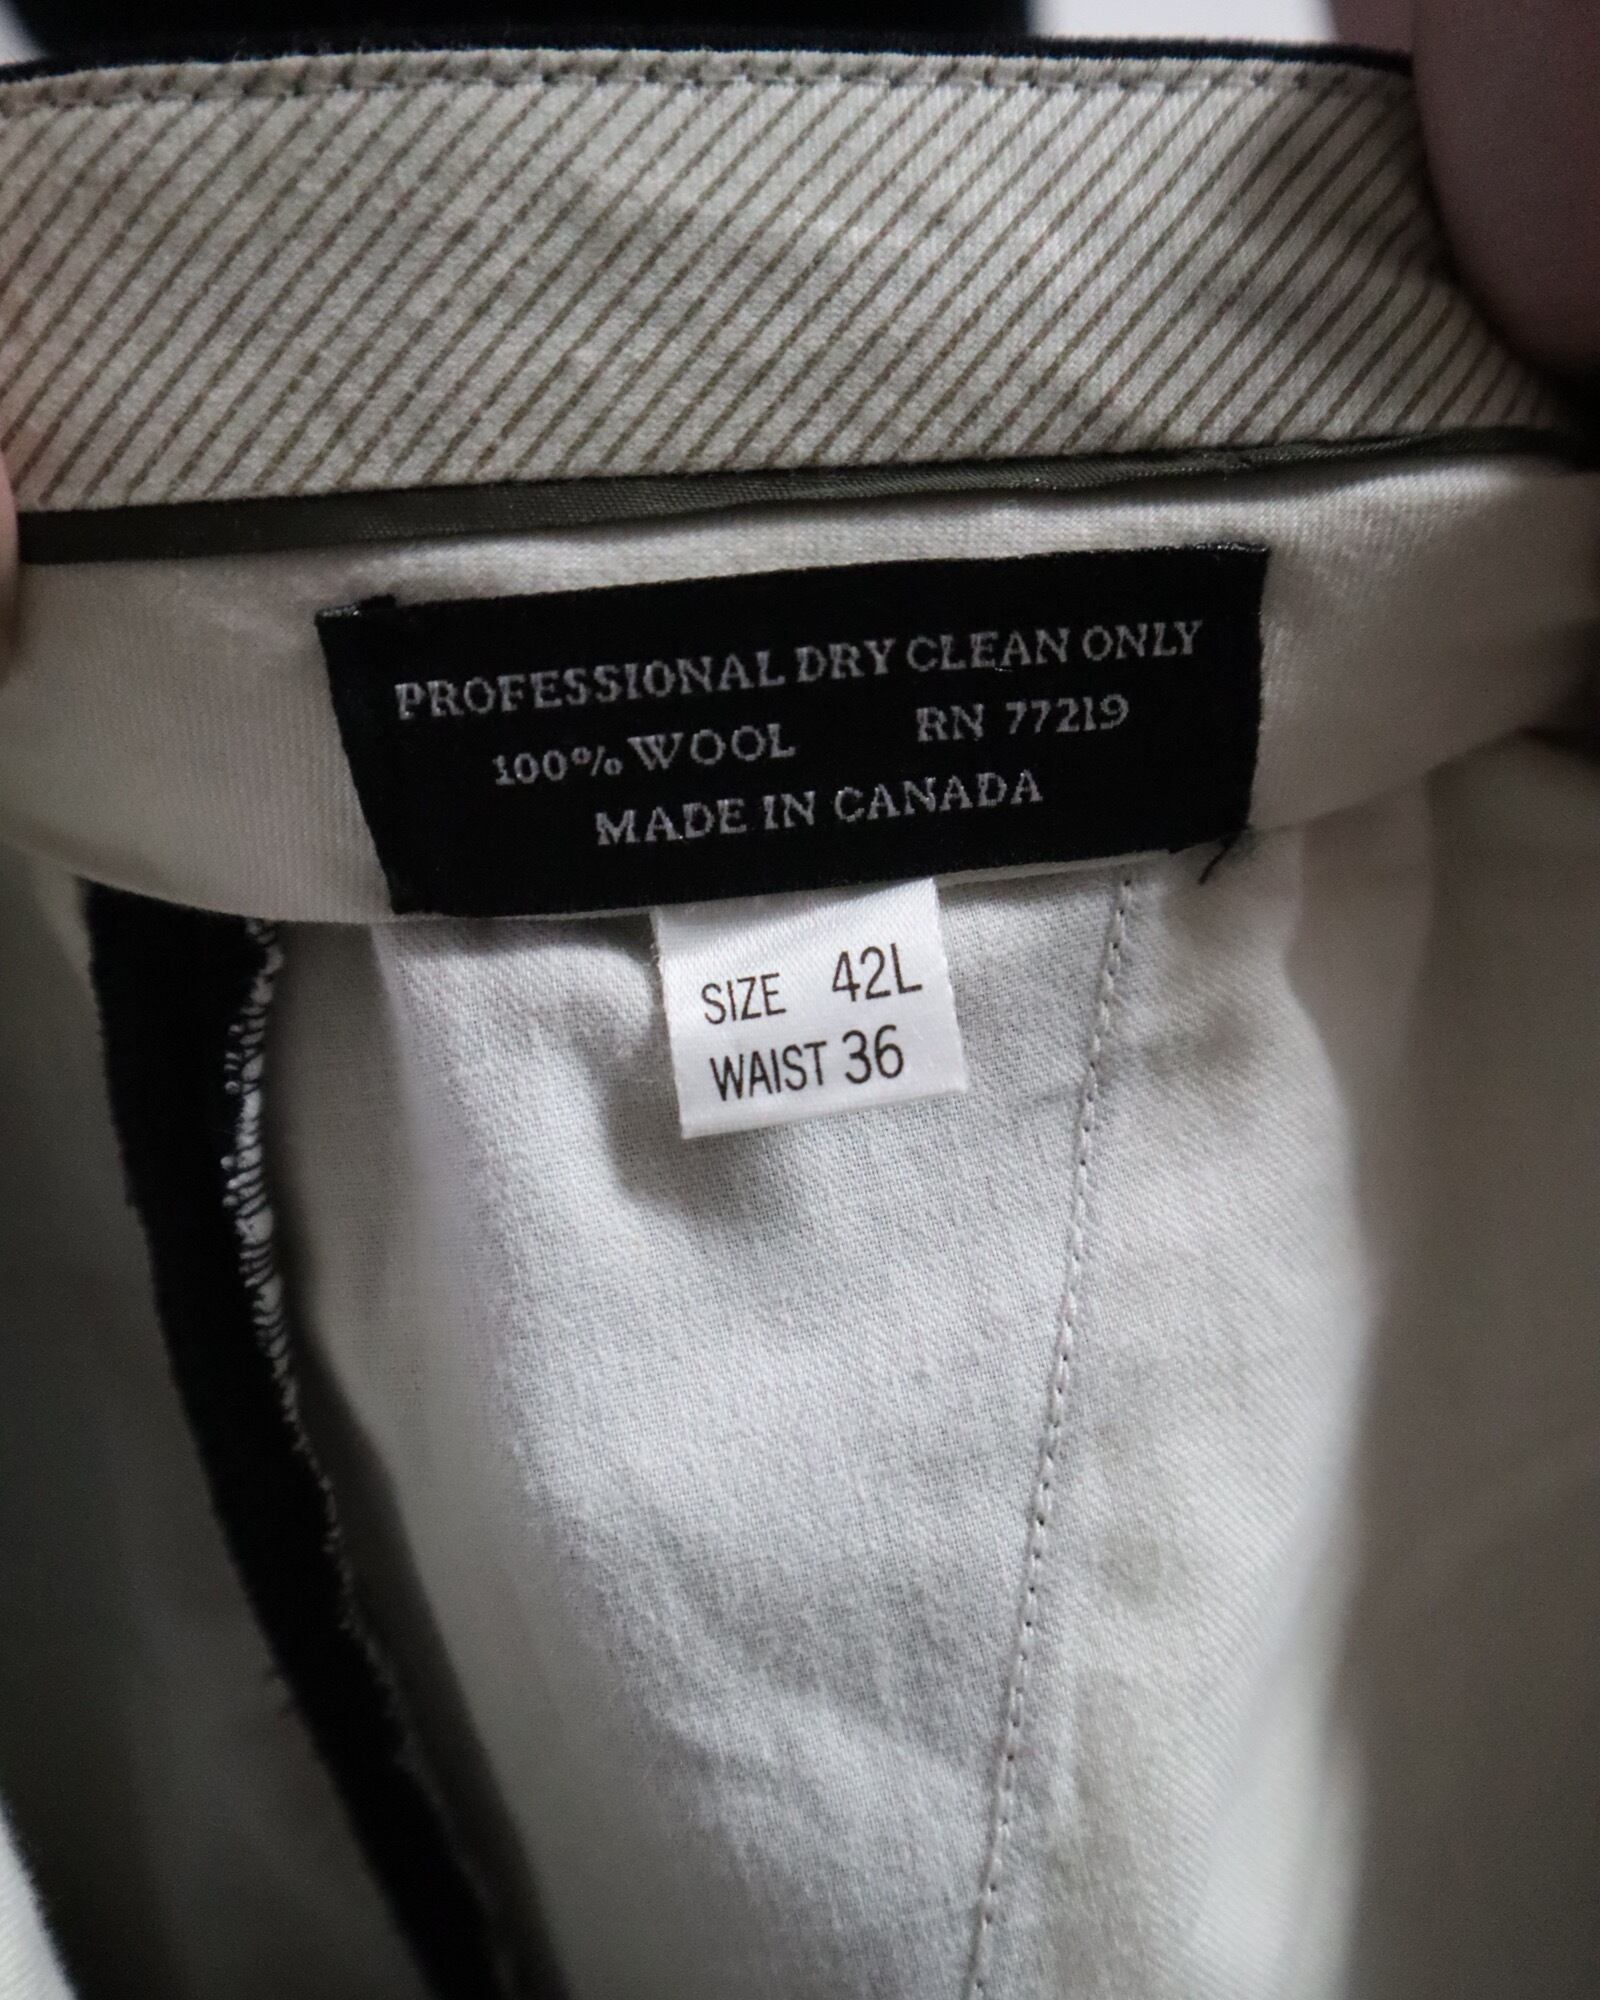 PROFESSIONAL DRY CLEAN ONLY
100% WOOL RN 77219
MADE IN CANADA
SIZE 42L
WAIST 36